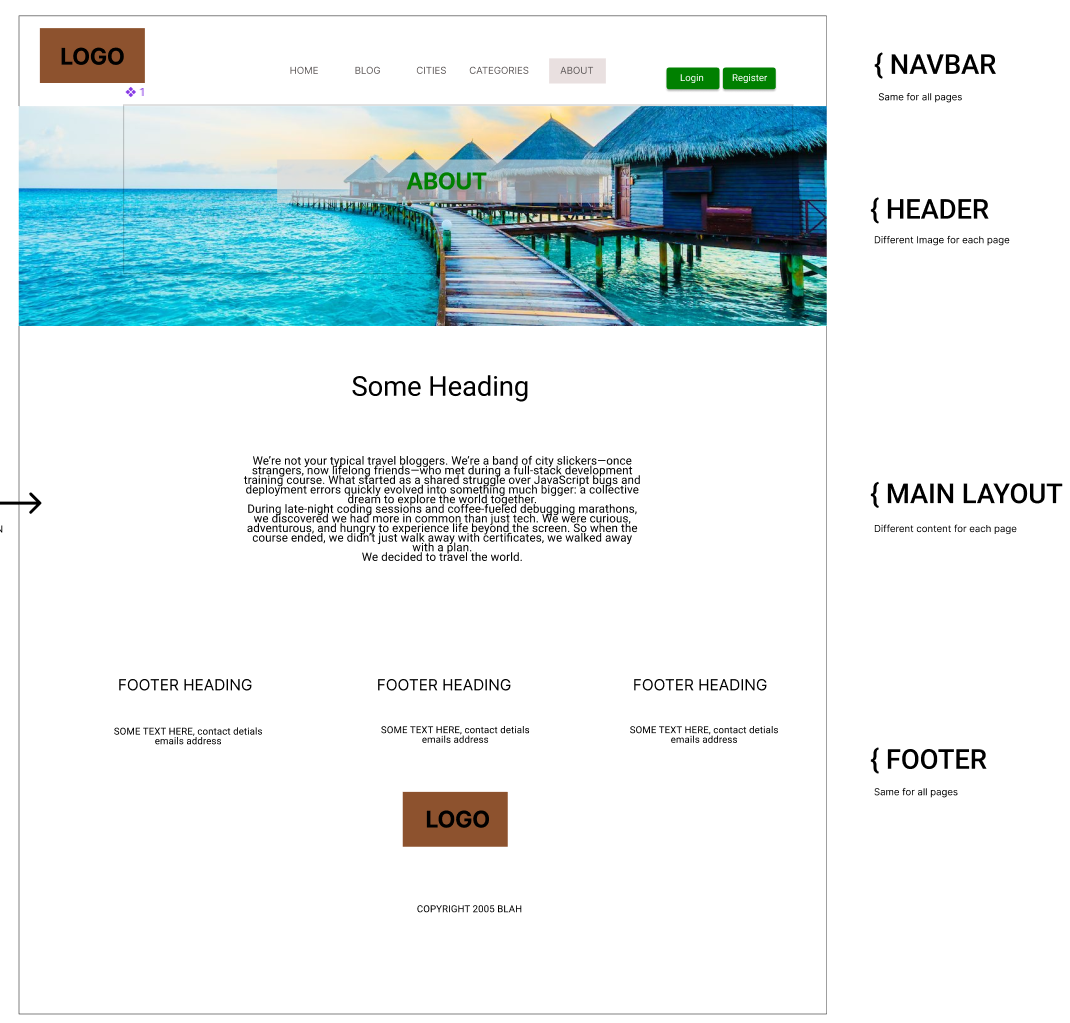 LOGO
HOME BLOG CITIES CATEGORIES ABOUT
Login Register
1
{ NAVBAR
Same for all pages
ABOUT
{ HEADER
Different Image for each page
Some Heading
We're not your typical travel bloggers. We're a band of city slickers—once
strangers, now lifelong friends—who met during a full-stack development
training course. What started as a shared struggle over JavaScript bugs and
deployment errors quickly evolved into something much bigger: a collective
dream to explore the world together.
During late-night coding sessions and coffee-fueled debugging marathons,
we discovered we had more in common than just tech. We were curious,
adventurous, and hungry to experience life beyond the screen. So when the
course ended, we didn't just walk away with certificates, we walked away
with a plan.
We decided to travel the world.
{ MAIN LAYOUT
Different content for each page
FOOTER HEADING
SOME TEXT HERE, contact detials
emails address
FOOTER HEADING
SOME TEXT HERE, contact detials
emails address
FOOTER HEADING
SOME TEXT HERE, contact detials
emails address
{ FOOTER
Same for all pages
LOGO
COPYRIGHT 2005 BLAH